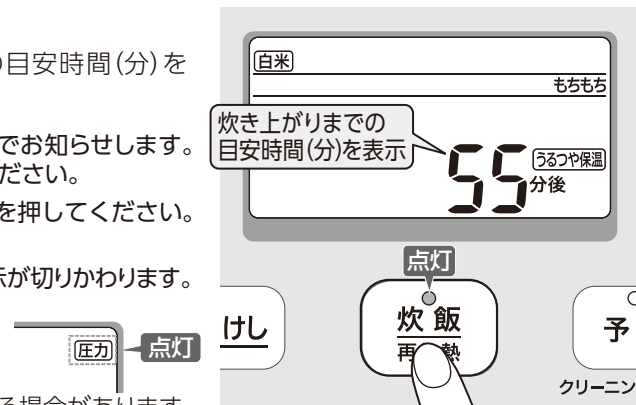 の目安時間(分)を
でお知らせします。
ださい。
を押してください。
示が切りかわります。
圧力
点灯
る場合があります
白米
もちもち
炊き上がりまでの
目安時間(分)を表示
55
うるつや保温
分後
点灯
けし
炊飯
再 熱
予
クリーニン